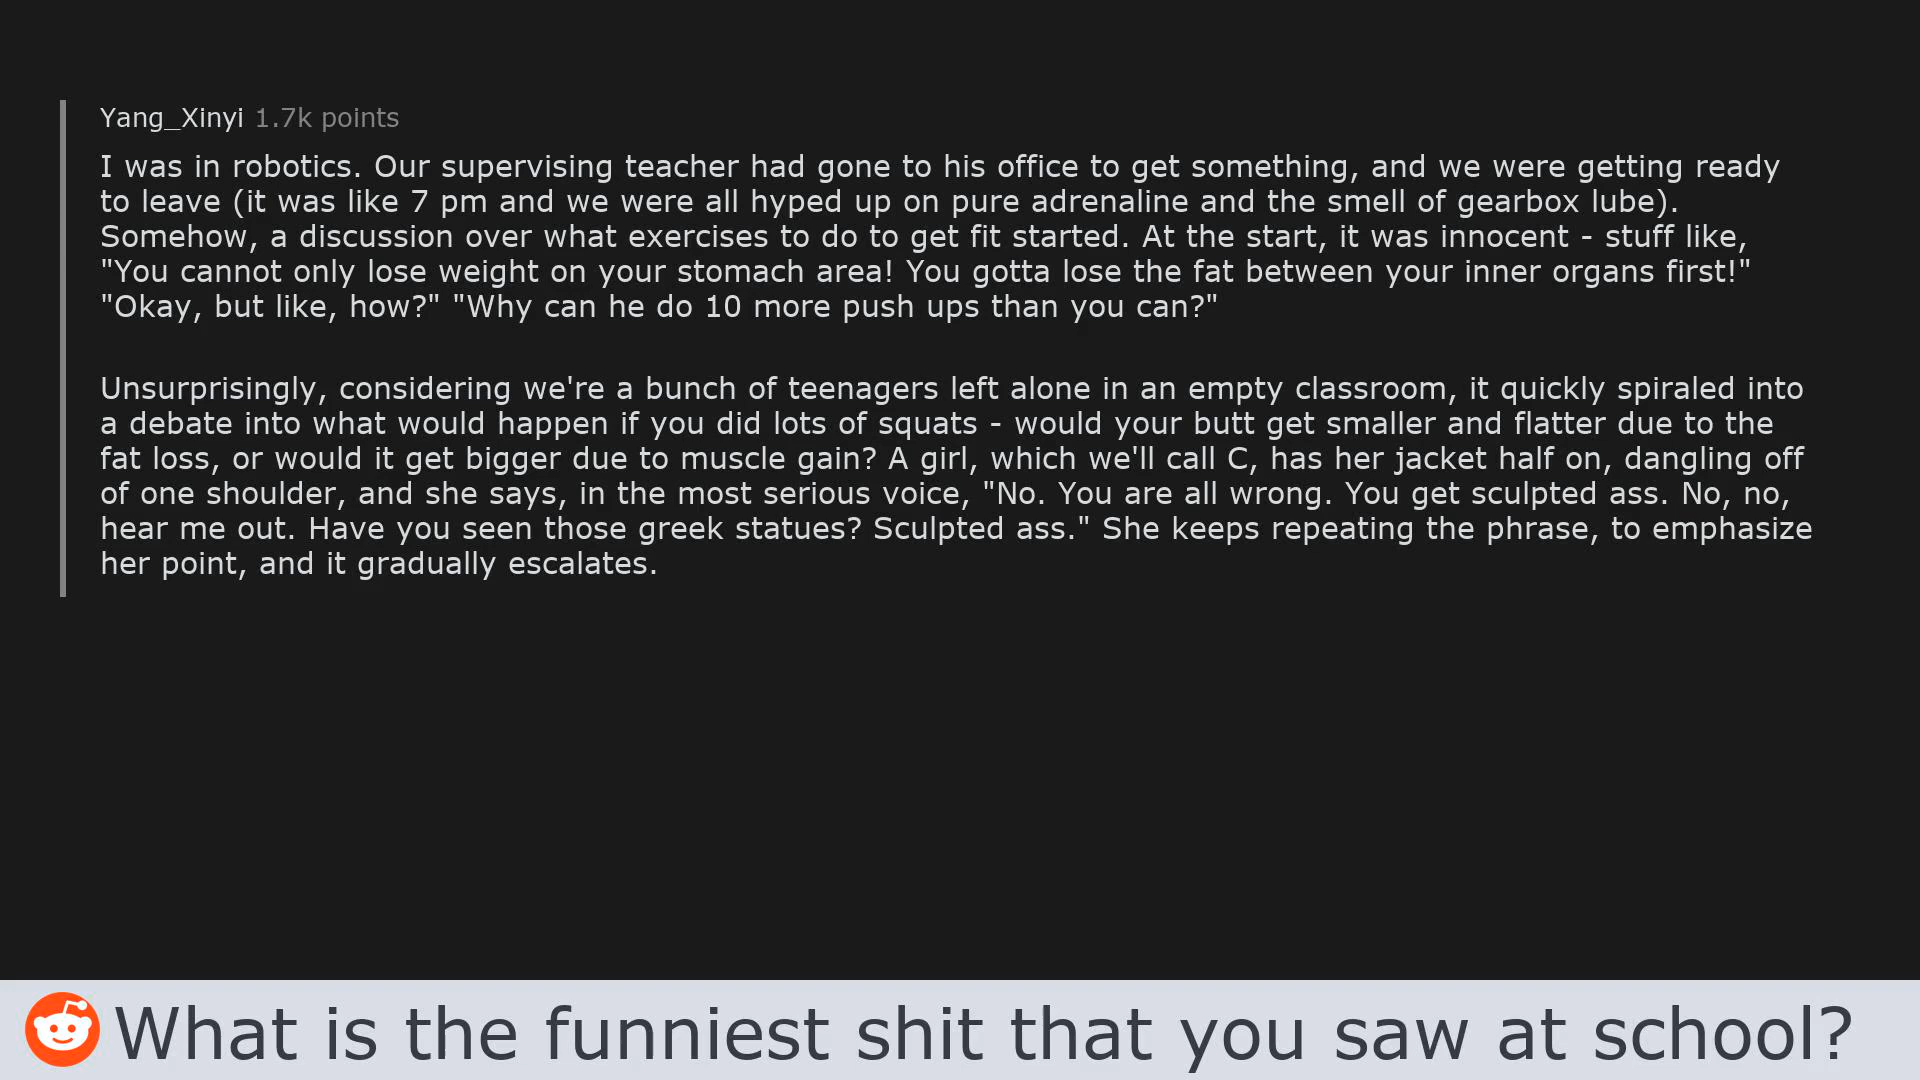 Yang_Xinyi 1.7k points
I was in robotics. Our supervising teacher had gone to his office to get something, and we were getting ready
to leave (it was like 7 pm and we were all hyped up on pure adrenaline and the smell of gearbox lube).
Somehow, a discussion over what exercises to do to get fit started. At the start, it was innocent - stuff like,
"You cannot only lose weight on your stomach area! You gotta lose the fat between your inner organs first!"
"Okay, but like, how?" "Why can he do 10 more push ups than you can?"
Unsurprisingly, considering we're a bunch of teenagers left alone in an empty classroom, it quickly spiraled into
a debate into what would happen if you did lots of squats - would your butt get smaller and flatter due to the
fat loss, or would it get bigger due to muscle gain? A girl, which we'll call C, has her jacket half on, dangling off
of one shoulder, and she says, in the most serious voice, "No. You are all wrong. You get sculpted ass. No, no,
hear me out. Have you seen those greek statues? Sculpted ass." She keeps repeating the phrase, to emphasize
her point, and it gradually escalates.
What is the funniest shit that you saw at school?